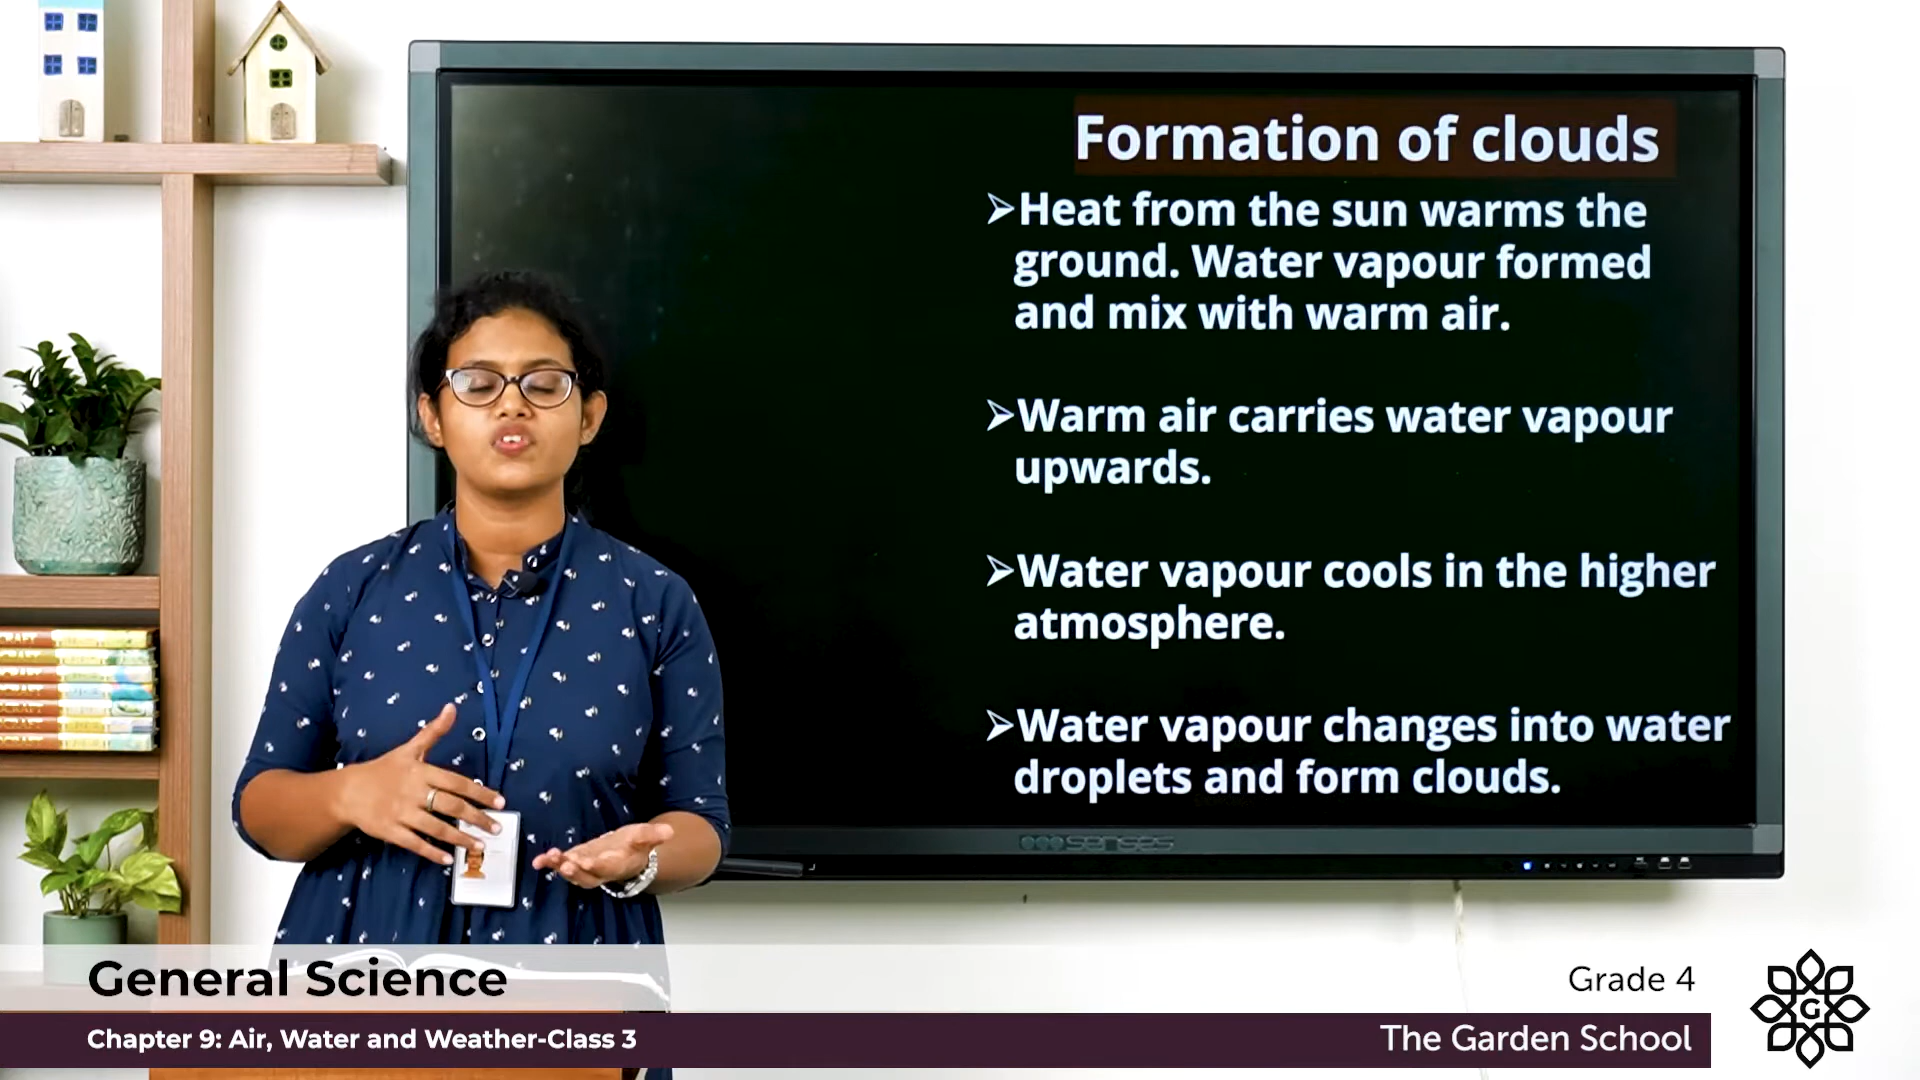 Formation of clouds
➢Heat from the sun warms the
ground. Water vapour formed
and mix with warm air.
➢Warm air carries water vapour
upwards.
➢Water vapour cools in the higher
atmosphere.
➢Water vapour changes into water
droplets and form clouds.
senses
General Science
Grade 4
Chapter 9: Air, Water and Weather-Class 3
The Garden School
G